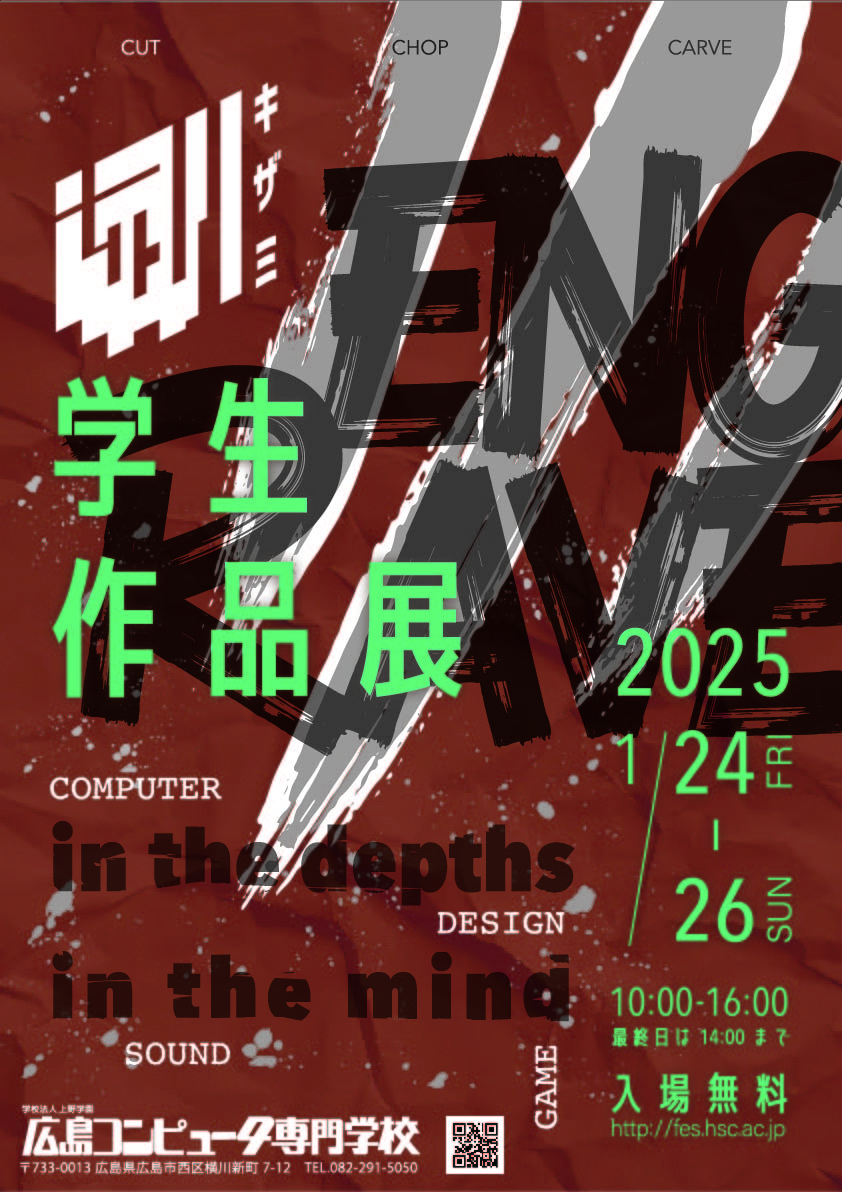 CUT CHOP CARVE
キザミ
ENG
RAVE
学生
作品展
2025
1/24 FRI
-
26 SUN
COMPUTER
in the depths
DESIGN
in the mind
SOUND
GAME
10:00-16:00
最終日は 14:00 まで
入場無料
http://fes.hsc.ac.jp
学校法人 上野学園
広島コンピュータ専門学校
〒733-0013 広島県広島市西区横川新町 7-12 TEL.082-291-5050